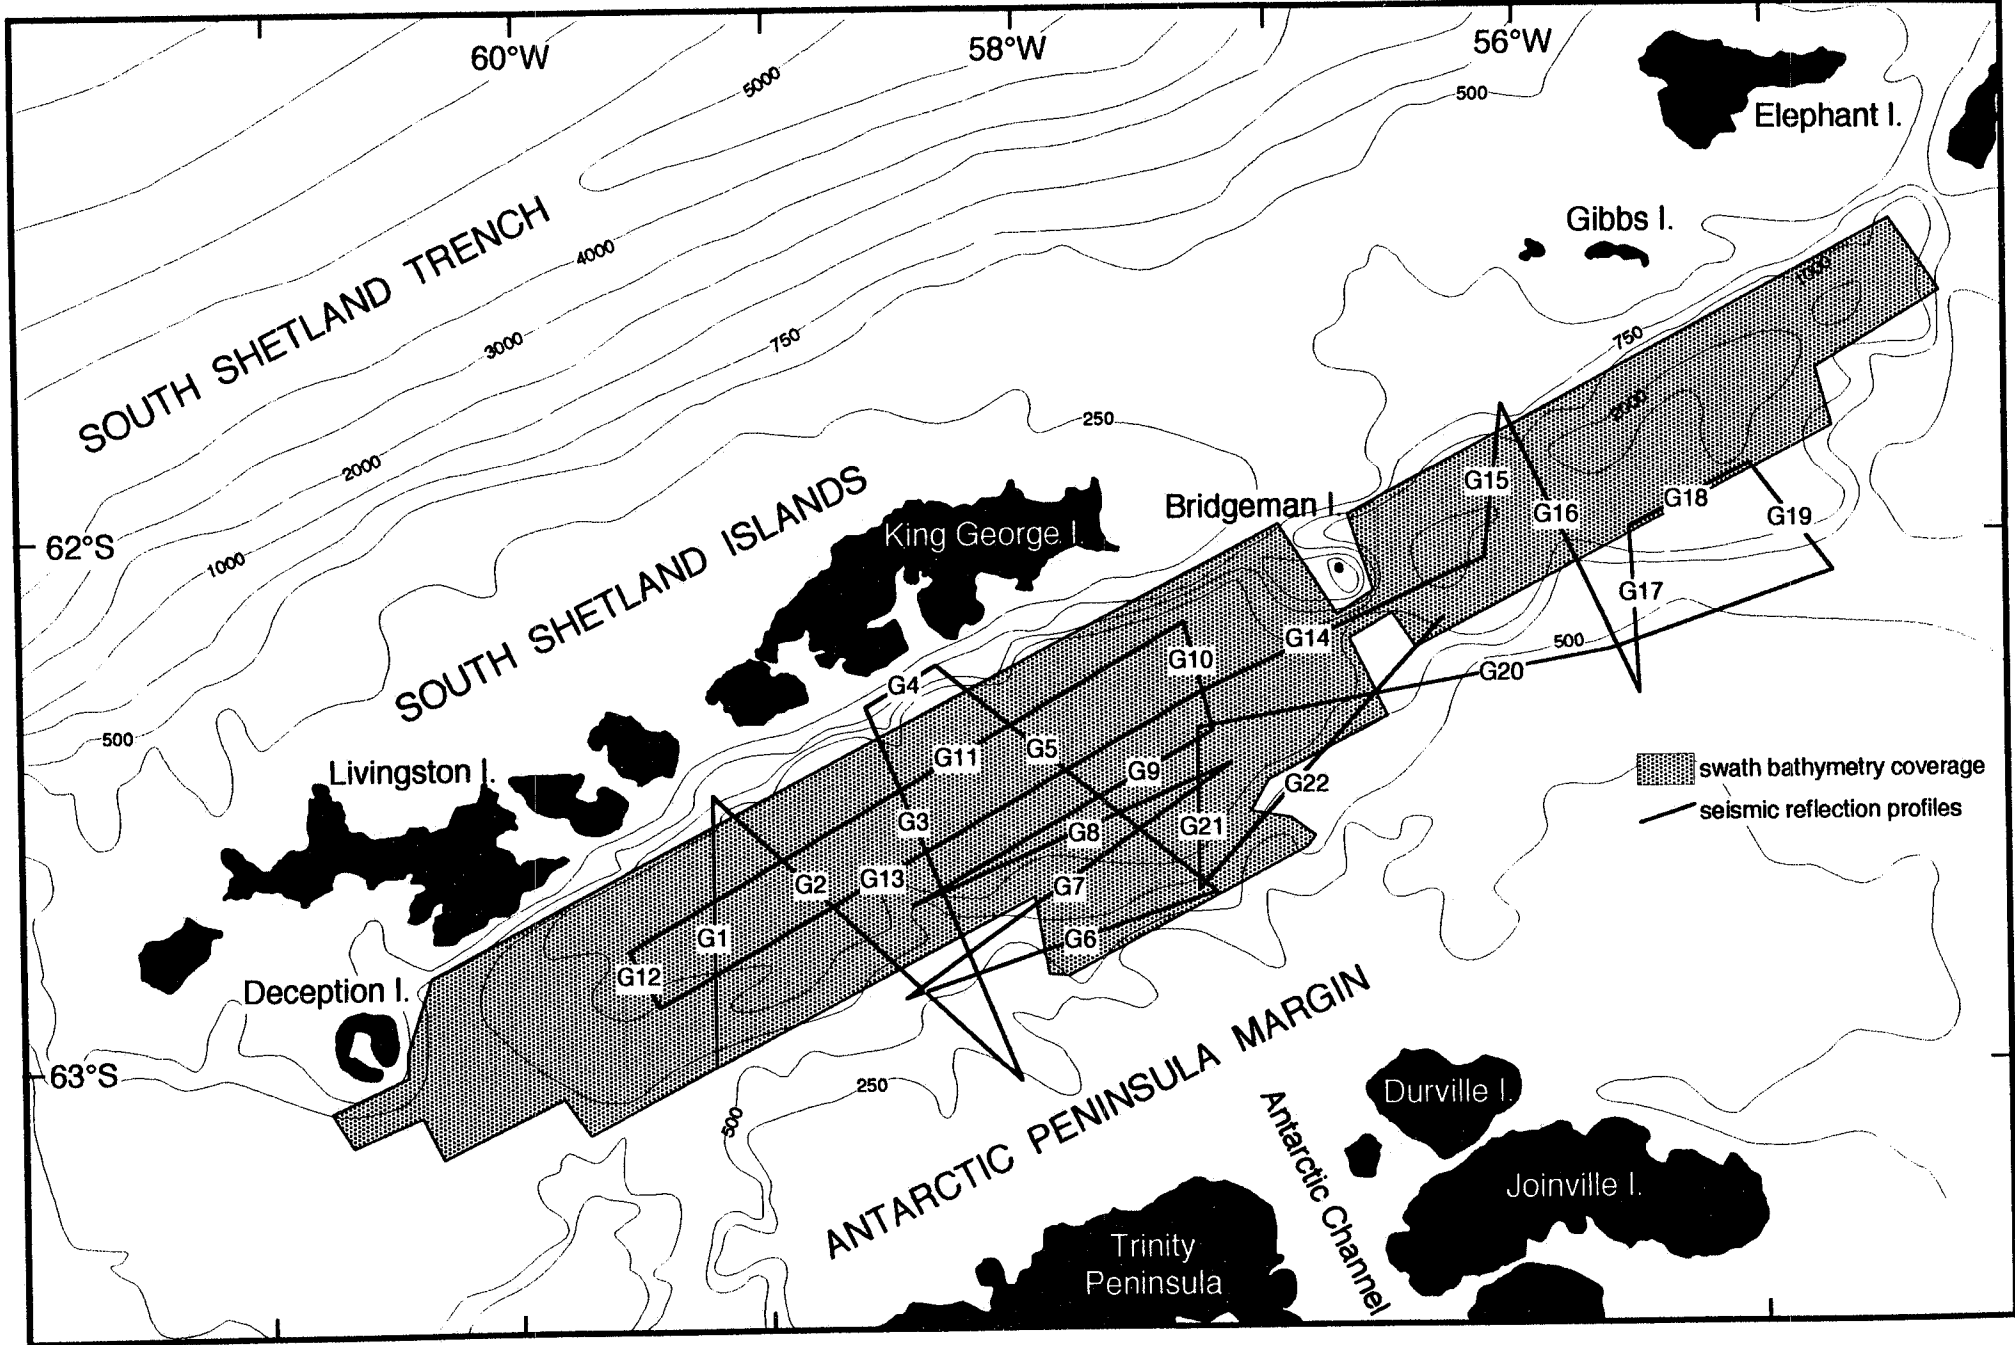 60°W
58°W
56°W
5000
500
Elephant I.
Gibbs I.
SOUTH SHETLAND TRENCH
4000
3000
750
750
1000
2000
2000
250
1000
62°S
SOUTH SHETLAND ISLANDS
King George I.
Bridgeman I.
G15
G16
G18
G19
G17
G14
500
G20
G10
G4
G11
G5
G9
G22
500
Livingston I.
G3
G8
G21
swath bathymetry coverage
seismic reflection profiles
G2
G13
G7
G1
G6
G12
Deception I.
63°S
250
500
ANTARCTIC PENINSULA MARGIN
Antarctic Channel
Durville I.
Joinville I.
Trinity
Peninsula